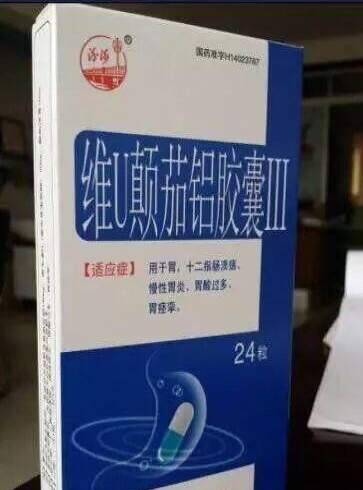 汾河
国药准字H14023787
维U颠茄铝胶囊III
【适应症】 用于胃、十二指肠溃疡、
慢性胃炎、胃酸过多、
胃痉挛。
24粒